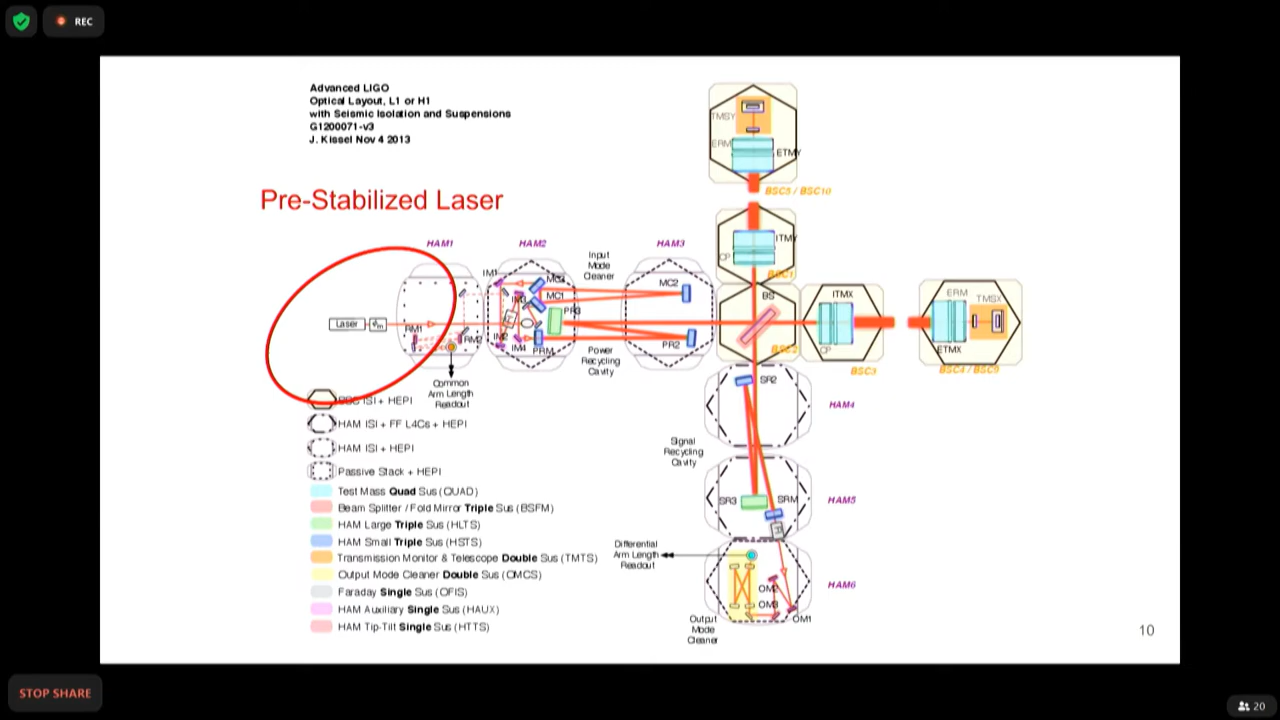 REC
Advanced LIGO
Optical Layout, L1 or H1
with Seismic Isolation and Suspensions
G1200071-v3
J. Kissel Nov 4 2013
Pre-Stabilized Laser
TMSY
ERM
ETMY
BSC5 / BSC10
ITMY
CP
BSC1
HAM1
HAM2
HAM3
Input
Mode
Cleaner
IM1
MC3
MC1
MC2
IM3
PR3
BS
ITMX
ERM
TMSX
Laser
ϕm
RM1
RM2
IM2
IM4
PRM
PR2
BSC2
CP
ETMX
BSC3
BSC4 / BSC9
Power
Recycling
Cavity
Common
Arm Length
Readout
SR2
HAM4
BSC ISI + HEPI
HAM ISI + FF L4Cs + HEPI
HAM ISI + HEPI
Passive Stack + HEPI
Signal
Recycling
Cavity
Test Mass Quad Sus (QUAD)
Beam Splitter / Fold Mirror Triple Sus (BSFM)
HAM Large Triple Sus (HLTS)
HAM Small Triple Sus (HSTS)
Transmission Monitor & Telescope Double Sus (TMTS)
Output Mode Cleaner Double Sus (OMCS)
Faraday Single Sus (OFIS)
HAM Auxiliary Single Sus (HAUX)
HAM Tip-Tilt Single Sus (HTTS)
SR3
SRM
HAM5
Differential
Arm Length
Readout
OM2
OM3
OM1
HAM6
Output
Mode
Cleaner
10
STOP SHARE
20